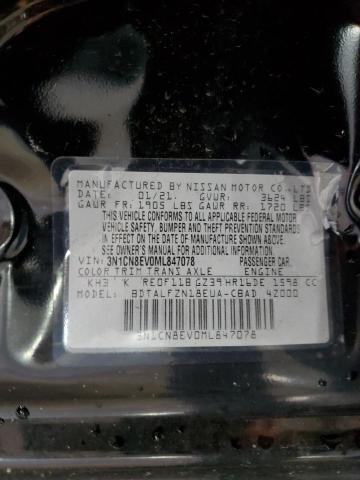 MANUFACTURED BY NISSAN MOTOR CO.,LTD.
DATE: 01/21. GVWR: 3624 LBS
GAWR FR: 1905 LBS GAWR RR: 1720 LBS
THIS VEHICLE CONFORMS TO ALL APPLICABLE FEDERAL MOTOR
VEHICLE SAFETY, BUMPER, AND THEFT PREVENTION
STANDARDS IN EFFECT ON THE DATE OF MANUFACTURE SHOWN ABOVE.
SEE OWNER'S MANUAL FOR ADDITIONAL INFORMATION.
VIN: 3N1CN8EV0ML847078 PASSENGER CAR.
COLOR TRIM TRANS AXLE ENGINE
KH3 K RE0F11B GZ39 HR16DE 1598 CC
MODEL: BDTALFZN18EUA-CBAD 42000
3N1CN8EV0ML847078